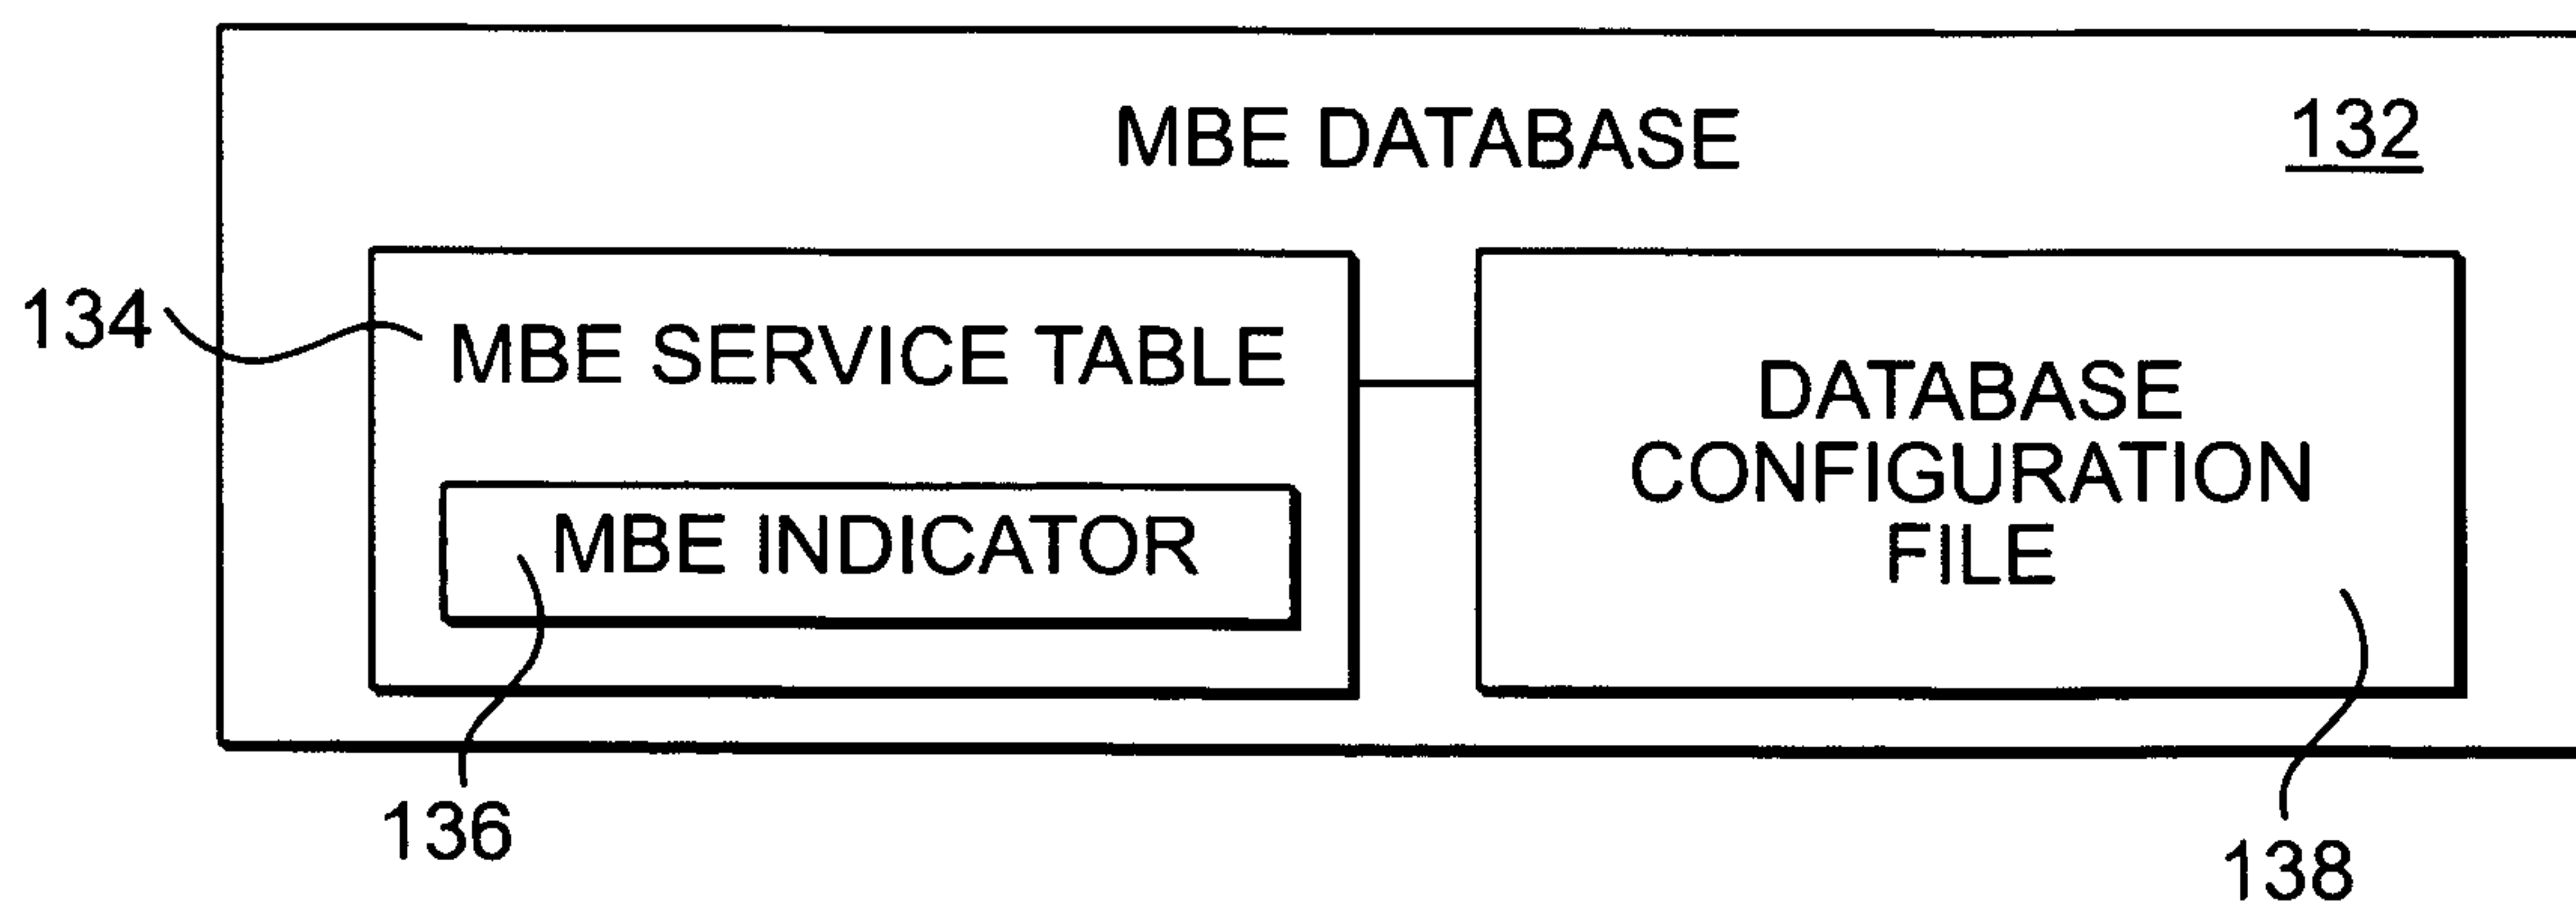 MBE DATABASE
132
134
MBE SERVICE TABLE
MBE INDICATOR
DATABASE
CONFIGURATION
FILE
136
138